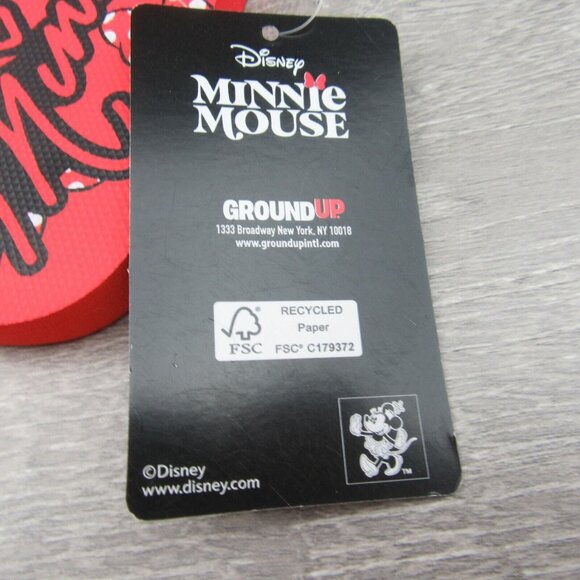 Disney
MINNIE
MOUSE
GROUNDUP
1333 Broadway New York, NY 10018
www.groundupintl.com
RECYCLED
Paper
FSC
FSC® C179372
TM
©Disney
www.disney.com